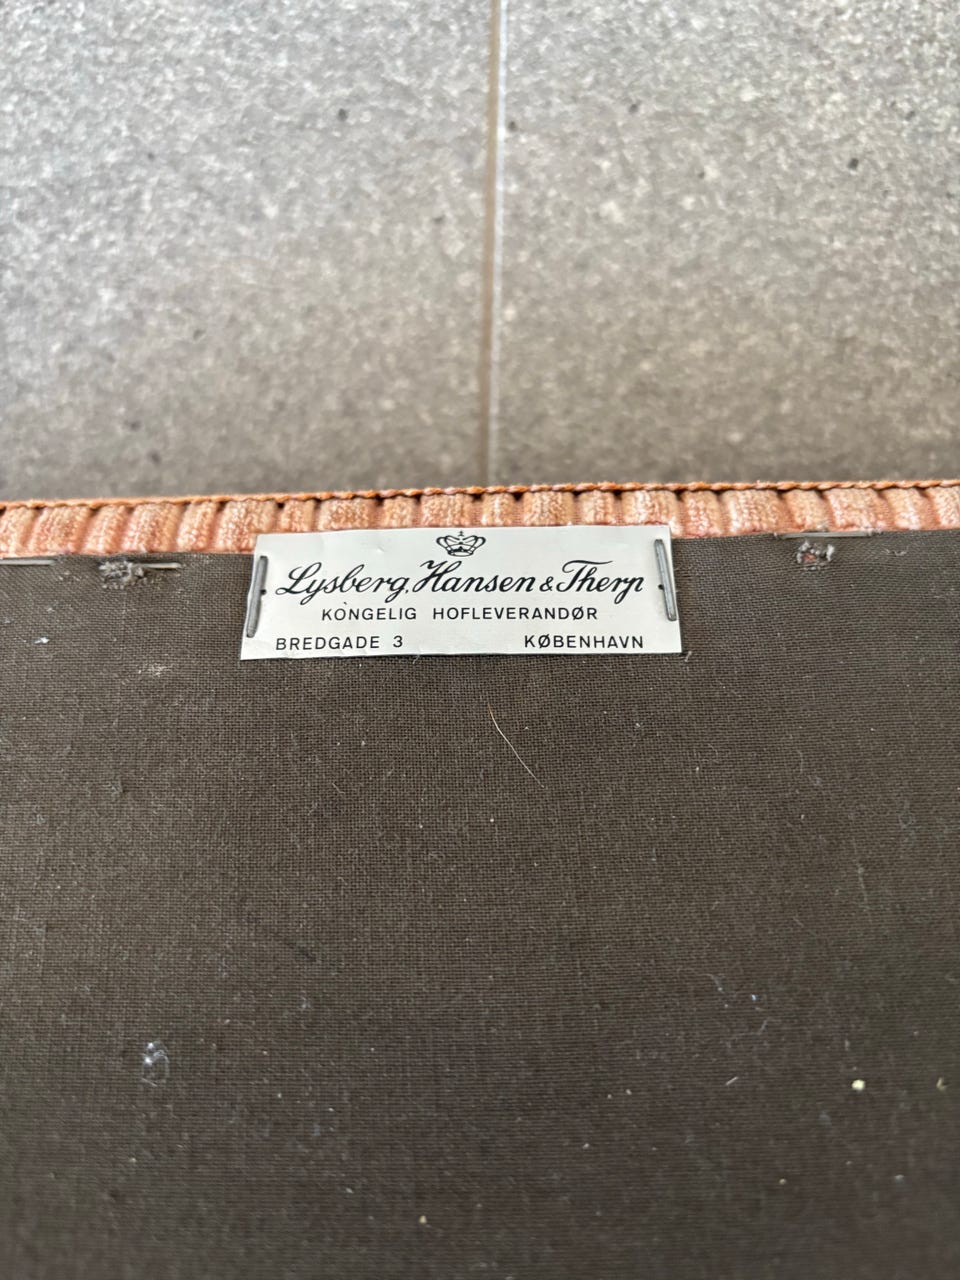 Lysberg, Hansen & Therp
KONGELIG HOFLEVERANDØR
BREDGADE 3 KØBENHAVN